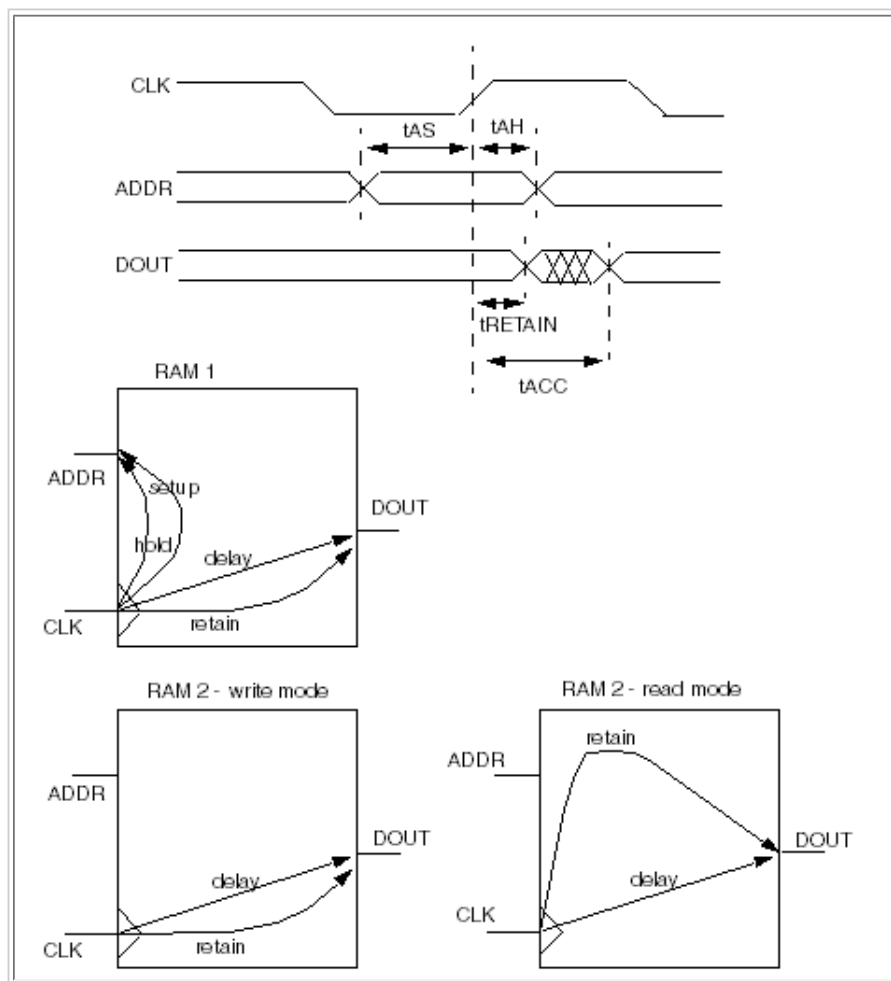 CLK
tAS
tAH
ADDR
DOUT
tRETAIN
tACC
RAM 1
ADDR
setup
DOUT
hold
delay
CLK
retain
RAM 2 - write mode
ADDR
DOUT
delay
CLK
retain
RAM 2 - read mode
retain
ADDR
DOUT
delay
CLK